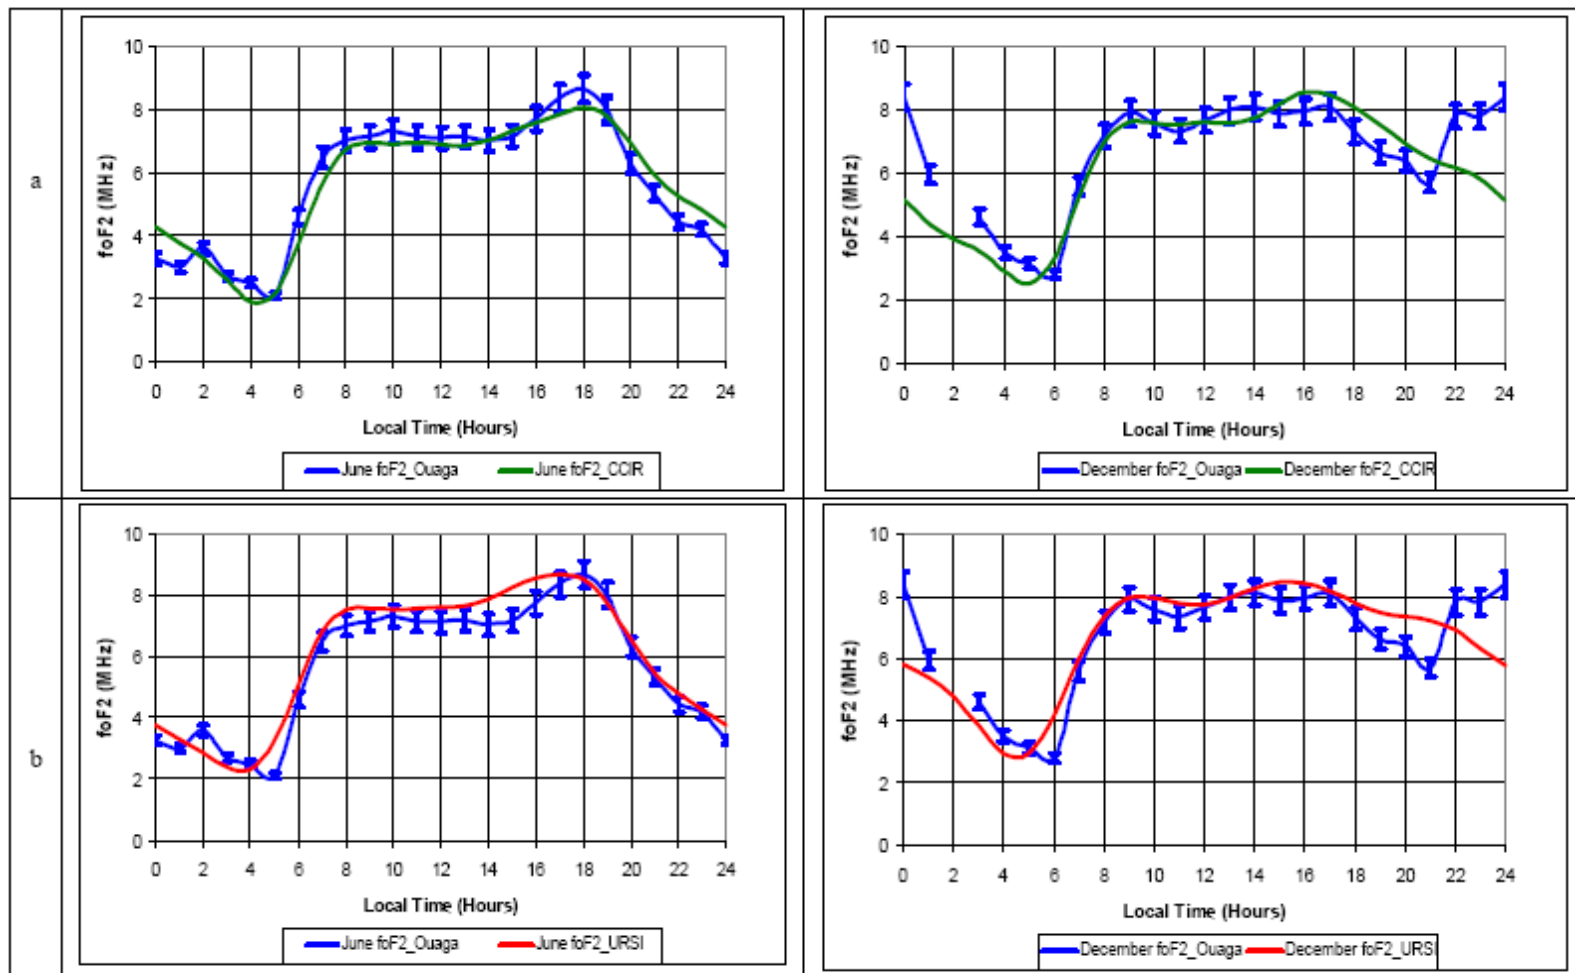 a
10
8
6
4
2
0
foF2 (MHz)
0 2 4 6 8 10 12 14 16 18 20 22 24
Local Time (Hours)
June foF2_Ouaga June foF2_CCIR
10
8
6
4
2
0
foF2 (MHz)
0 2 4 6 8 10 12 14 16 18 20 22 24
Local Time (Hours)
December foF2_Ouaga December foF2_CCIR
b
10
8
6
4
2
0
foF2 (MHz)
0 2 4 6 8 10 12 14 16 18 20 22 24
Local Time (Hours)
June foF2_Ouaga June foF2_URSI
10
8
6
4
2
0
foF2 (MHz)
0 2 4 6 8 10 12 14 16 18 20 22 24
Local Time (Hours)
December foF2_Ouaga December foF2_URSI